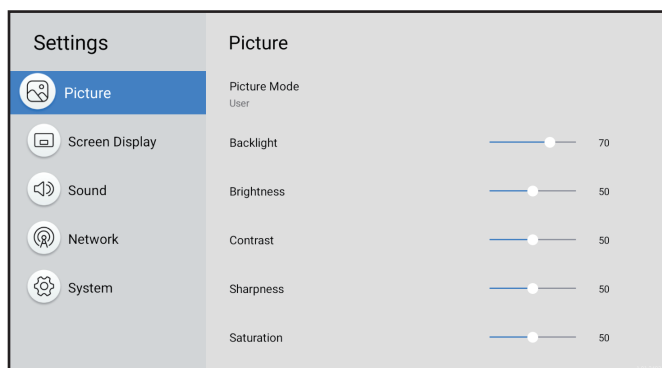 Settings
Picture
Screen Display
Sound
Network
System
Picture
Picture Mode
User
Backlight 70
Brightness 50
Contrast 50
Sharpness 50
Saturation 50